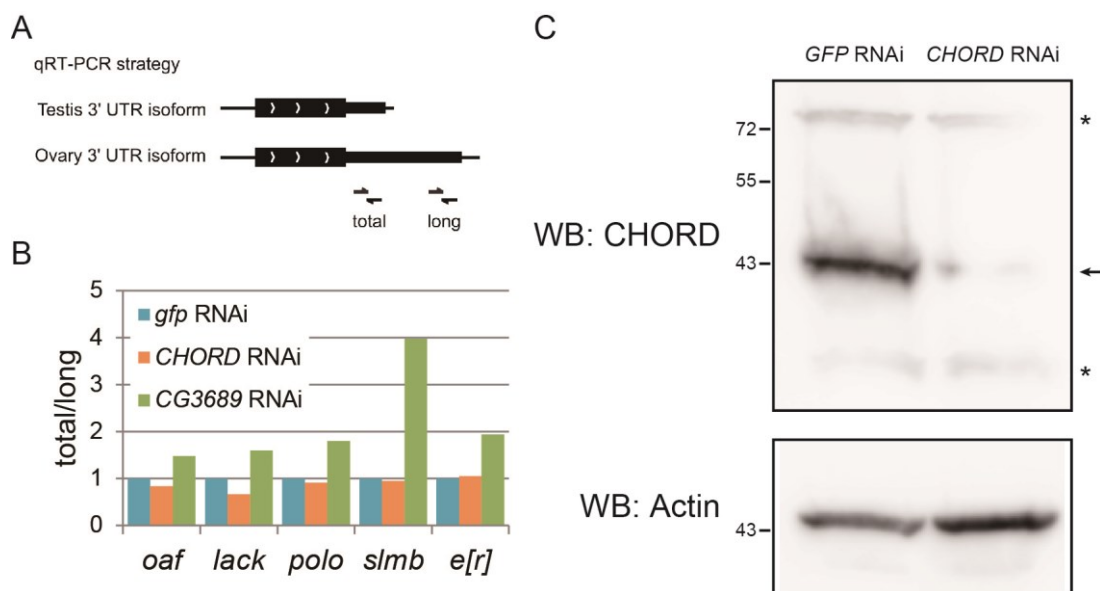 A
qRT-PCR strategy
Testis 3' UTR isoform
Ovary 3' UTR isoform
total long
B
total/long
5
4
3
2
1
0
gfp RNAi
CHORD RNAi
CG3689 RNAi
oaf lack polo slmb e[r]
C
GFP RNAi CHORD RNAi
WB: CHORD
72
55
43
*
*
WB: Actin
43